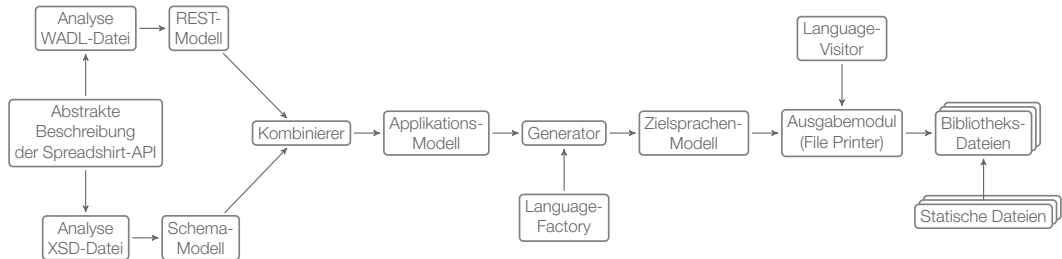 Analyse
WADL-Datei
REST-
Modell
Abstrakte
Beschreibung
der Spreadshirt-API
Analyse
XSD-Datei
Schema-
Modell
Kombinierer
Applikations-
Modell
Generator
Language-
Factory
Zielsprachen-
Modell
Language-
Visitor
Ausgabemodul
(File Printer)
Bibliotheks-
Dateien
Statische Dateien